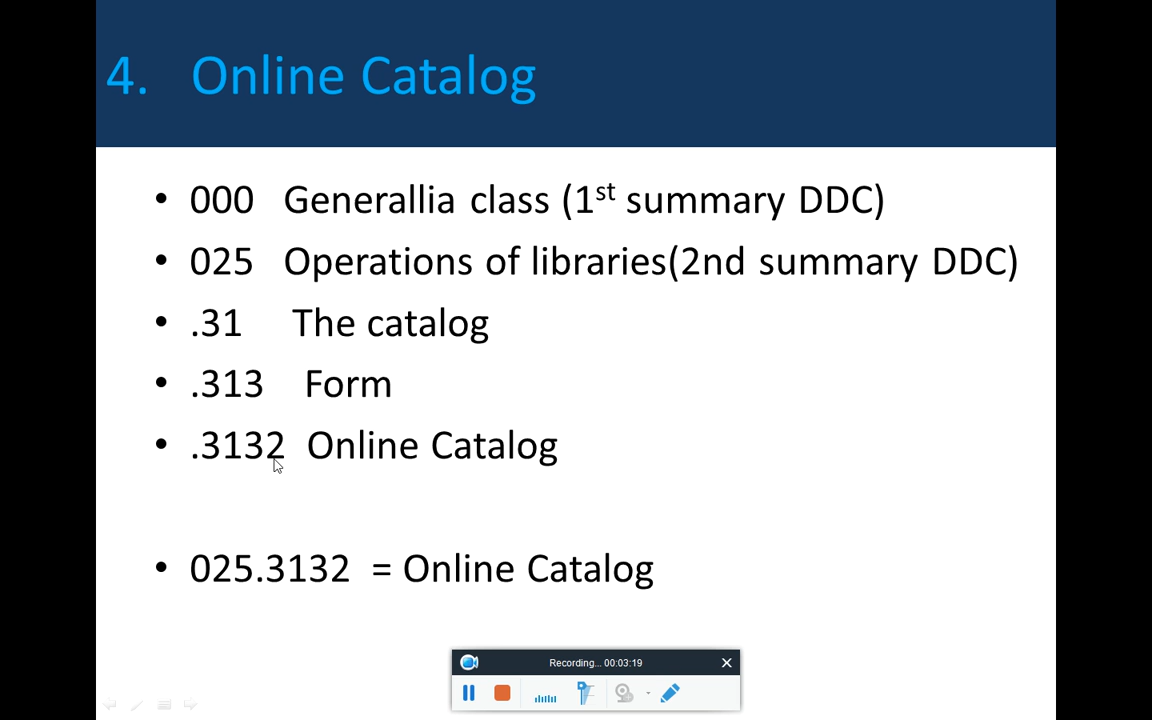 4. Online Catalog
• 000 Generallia class (1st summary DDC)
• 025 Operations of libraries(2nd summary DDC)
• .31 The catalog
• .313 Form
• .3132 Online Catalog
• 025.3132 = Online Catalog
Recording... 00:03:19